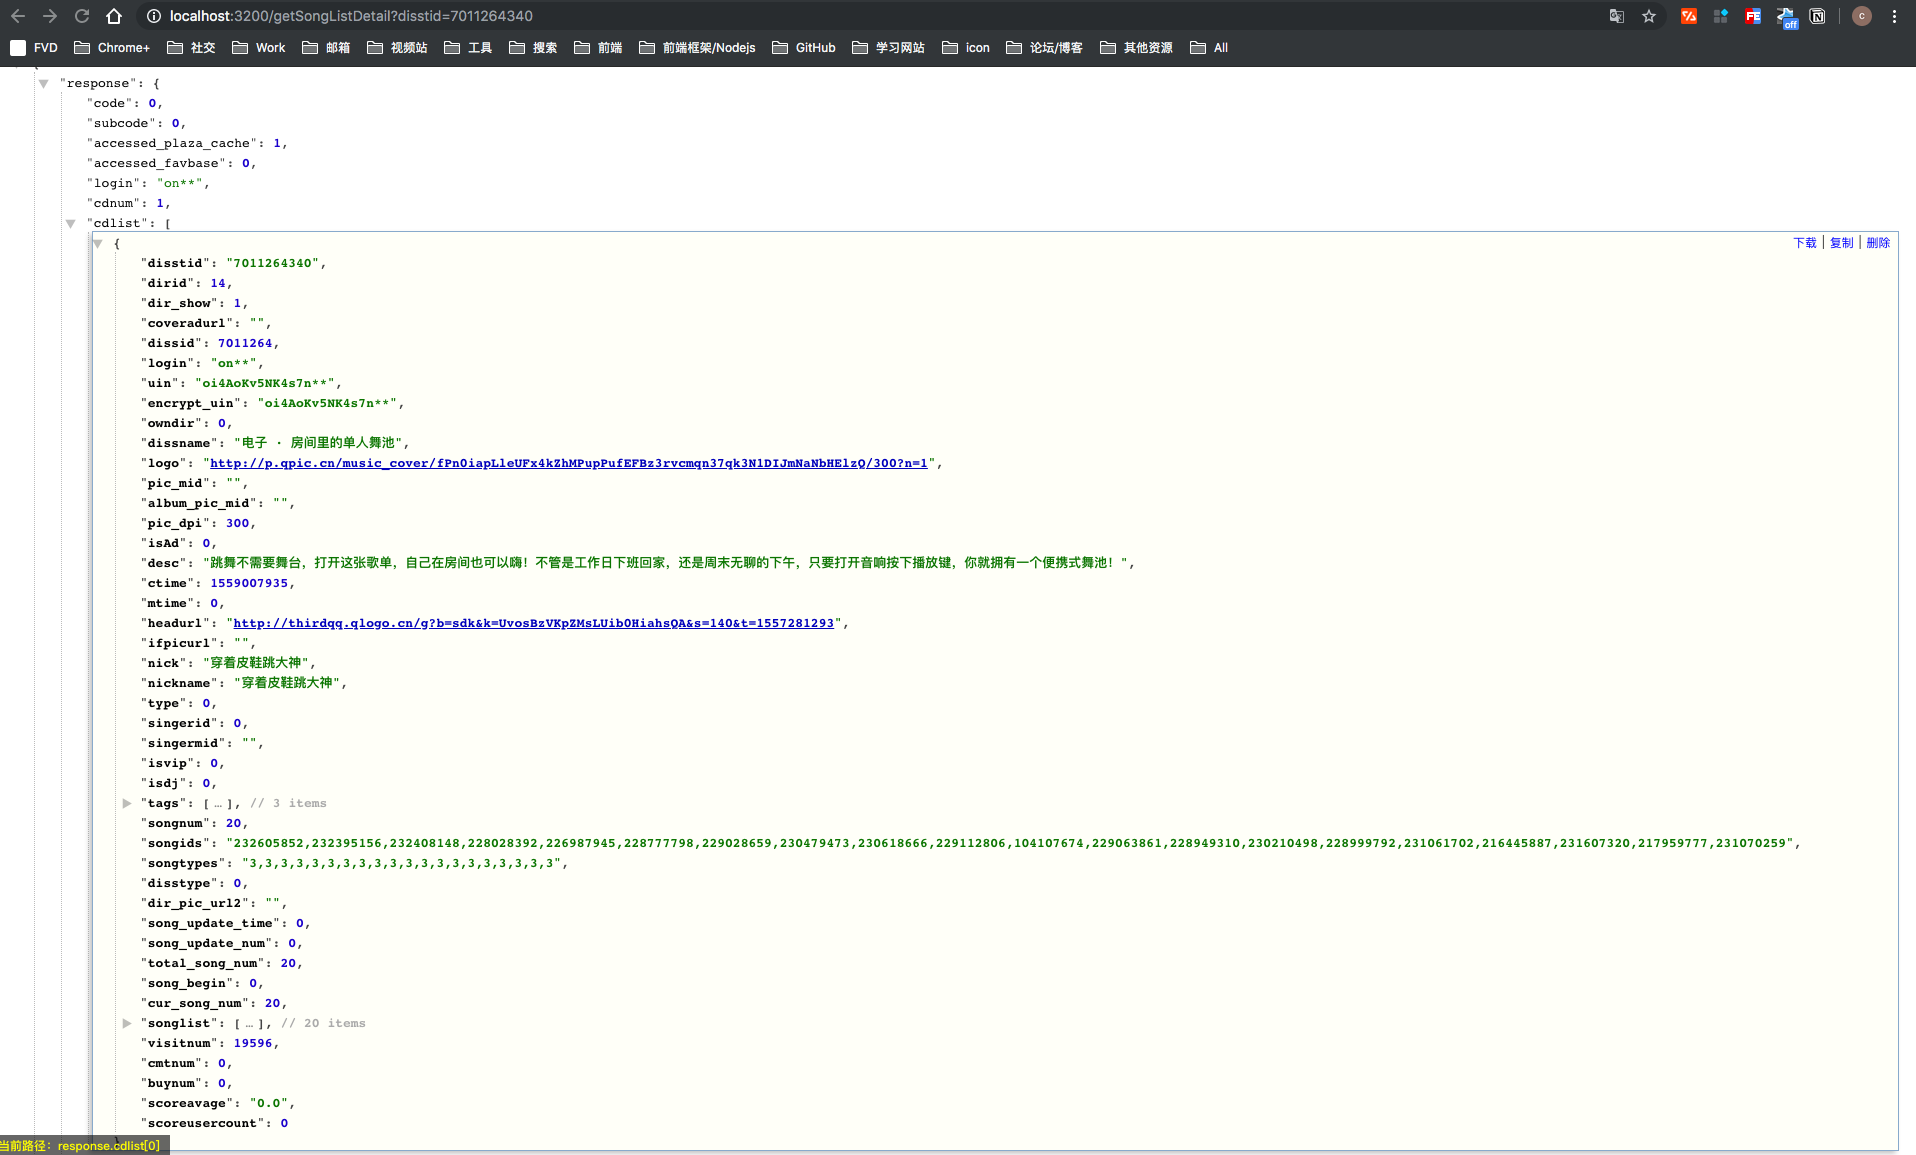 localhost:3200/getSongListDetail?disstid=7011264340
FVD Chrome+ 社交 Work 邮箱 视频站 工具 搜索 前端 前端框架/Nodejs GitHub 学习网站 icon 论坛/博客 其他资源 All
"response": {
"code": 0,
"subcode": 0,
"accessed_plaza_cache": 1,
"accessed_favbase": 0,
"login": "on**",
"cdnum": 1,
"cdlist": [
{ 下载 | 复制 | 删除
"disstid": "7011264340",
"dirid": 14,
"dir_show": 1,
"coveradurl": "",
"dissid": 7011264,
"login": "on**",
"uin": "oi4AoKv5NK4s7n**",
"encrypt_uin": "oi4AoKv5NK4s7n**",
"owndir": 0,
"dissname": "电子 · 房间里的单人舞池",
"logo": "http://p.qpic.cn/music_cover/fPn0iapLleUFx4kZhMPupPufEFBz3rvcmqn37qk3N1DIJmNaNbHElzQ/300?n=1",
"pic_mid": "",
"album_pic_mid": "",
"pic_dpi": 300,
"isAd": 0,
"desc": "跳舞不需要舞台，打开这张歌单，自己在房间也可以嗨！不管是工作日下班回家，还是周末无聊的下午，只要打开音响按下播放键，你就拥有一个便携式舞池！",
"ctime": 1559007935,
"mtime": 0,
"headurl": "http://thirdqq.qlogo.cn/g?b=sdk&k=UvosBzVKpZMsLUib0HiahsQA&s=140&t=1557281293",
"ifpicurl": "",
"nick": "穿着皮鞋跳大神",
"nickname": "穿着皮鞋跳大神",
"type": 0,
"singerid": 0,
"singermid": "",
"isvip": 0,
"isdj": 0,
"tags": [ … ], // 3 items
"songnum": 20,
"songids": "232605852,232395156,232408148,228028392,226987945,228777798,229028659,230479473,230618666,229112806,104107674,229063861,228949310,230210498,228999792,231061702,216445887,231607320,217959777,231070259",
"songtypes": "3,3,3,3,3,3,3,3,3,3,3,3,3,3,3,3,3,3,3,3",
"disstype": 0,
"dir_pic_url2": "",
"song_update_time": 0,
"song_update_num": 0,
"total_song_num": 20,
"song_begin": 0,
"cur_song_num": 20,
"songlist": [ … ], // 20 items
"visitnum": 19596,
"cmtnum": 0,
"buynum": 0,
"scoreavage": "0.0",
"scoreusercount": 0
当前路径：response.cdlist[0]